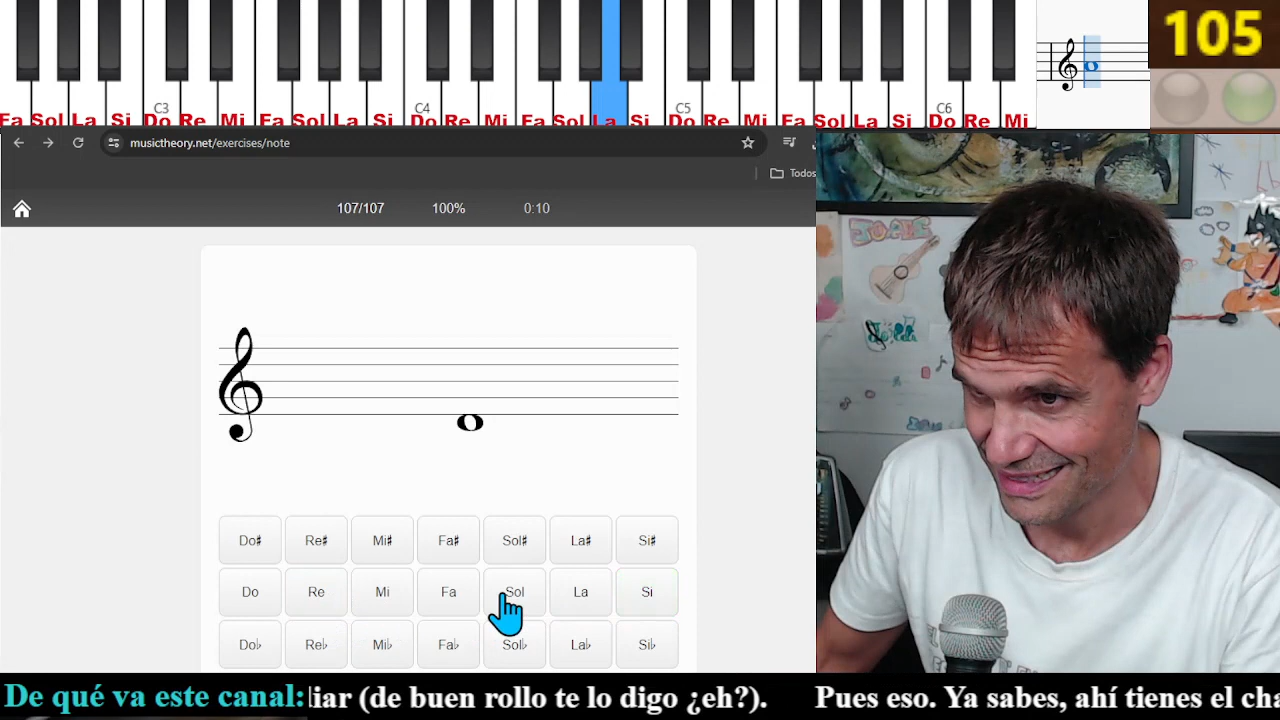 105
C3 C4 C5 C6
Fa Sol La Si Do Re Mi Fa Sol La Si Do Re Mi Fa Sol La Si Do Re Mi Fa Sol La Si Do Re Mi
musictheory.net/exercises/note
Todos
107/107 100% 0:10
Do♯ Re♯ Mi♯ Fa♯ Sol♯ La♯ Si♯
Do Re Mi Fa Sol La Si
Do♭ Re♭ Mi♭ Fa♭ Sol♭ La♭ Si♭
De qué va este canal: liar (de buen rollo te lo digo ¿eh?). Pues eso. Ya sabes, ahí tienes el cha